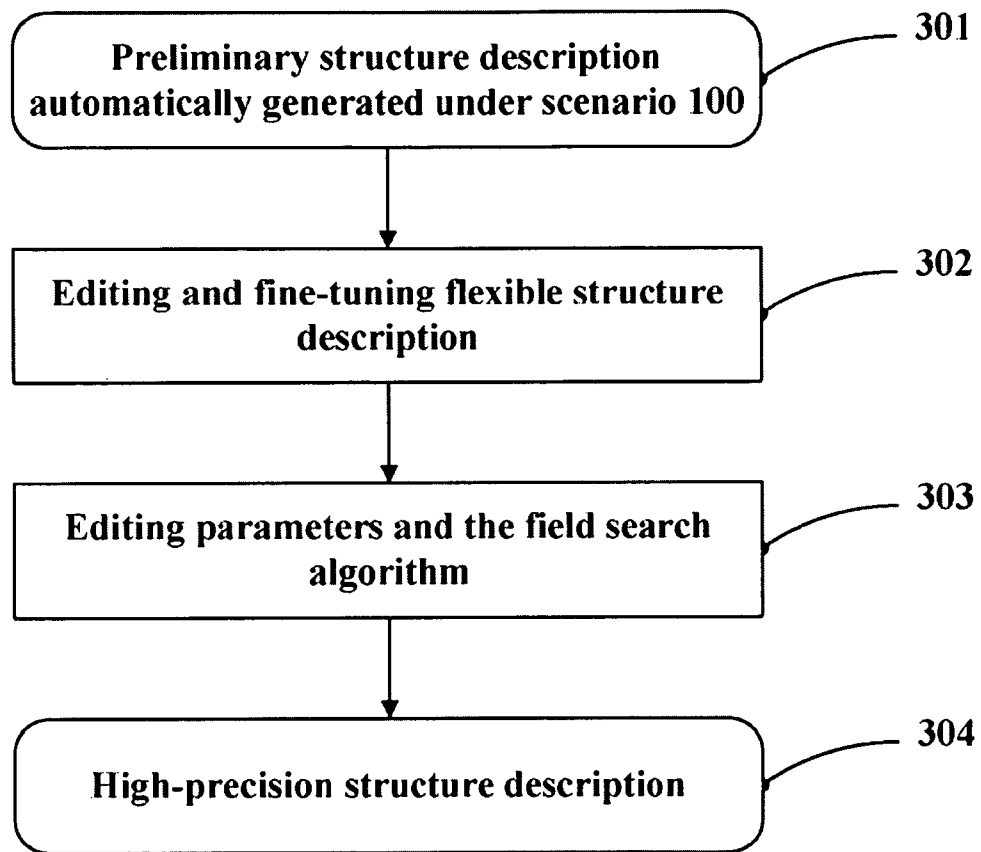 Preliminary structure description
automatically generated under scenario 100
301
Editing and fine-tuning flexible structure
description
302
Editing parameters and the field search
algorithm
303
High-precision structure description
304